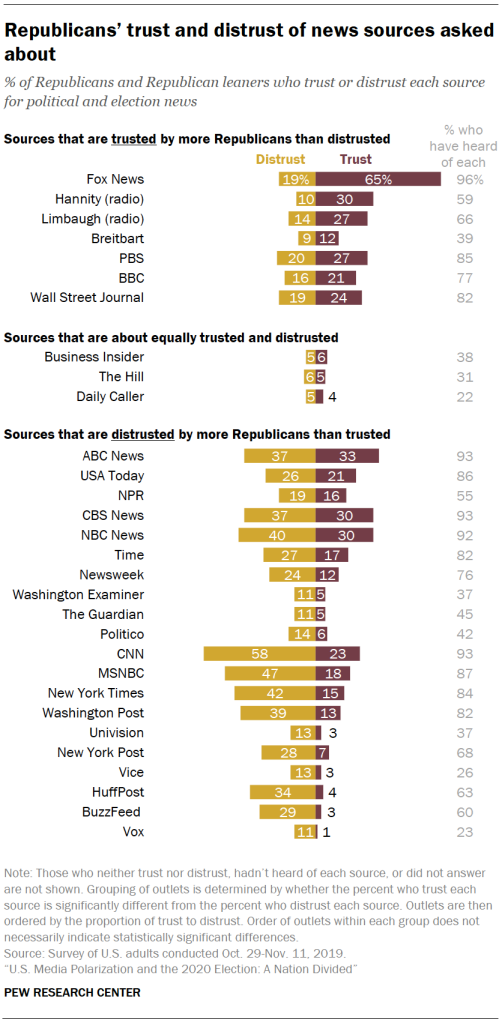 Republicans' trust and distrust of news sources asked
about
% of Republicans and Republican leaners who trust or distrust each source
for political and election news
Sources that are trusted by more Republicans than distrusted
% who
have heard
of each
Distrust Trust
Fox News 19% 65% 96%
Hannity (radio) 10 30 59
Limbaugh (radio) 14 27 66
Breitbart 9 12 39
PBS 20 27 85
BBC 16 21 77
Wall Street Journal 19 24 82
Sources that are about equally trusted and distrusted
Business Insider 5 6 38
The Hill 6 5 31
Daily Caller 5 4 22
Sources that are distrusted by more Republicans than trusted
ABC News 37 33 93
USA Today 26 21 86
NPR 19 16 55
CBS News 37 30 93
NBC News 40 30 92
Time 27 17 82
Newsweek 24 12 76
Washington Examiner 11 5 37
The Guardian 11 5 45
Politico 14 6 42
CNN 58 23 93
MSNBC 47 18 87
New York Times 42 15 84
Washington Post 39 13 82
Univision 13 3 37
New York Post 28 7 68
Vice 13 3 26
HuffPost 34 4 63
BuzzFeed 29 3 60
Vox 11 1 23
Note: Those who neither trust nor distrust, hadn't heard of each source, or did not answer
are not shown. Grouping of outlets is determined by whether the percent who trust each
source is significantly different from the percent who distrust each source. Outlets are then
ordered by the proportion of trust to distrust. Order of outlets within each group does not
necessarily indicate statistically significant differences.
Source: Survey of U.S. adults conducted Oct. 29-Nov. 11, 2019.
"U.S. Media Polarization and the 2020 Election: A Nation Divided"
PEW RESEARCH CENTER